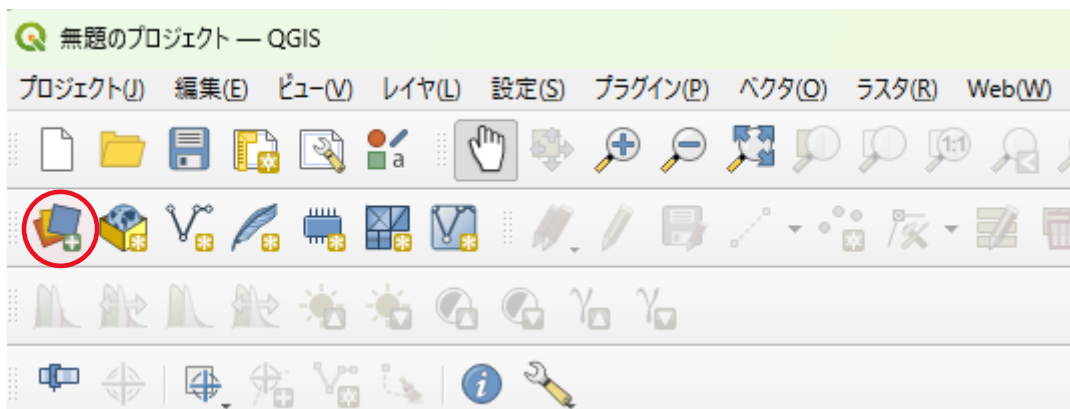 無題のプロジェクト — QGIS
プロジェクト(J) 編集(E) ビュー(V) レイヤ(L) 設定(S) プラグイン(P) ベクタ(O) ラスタ(R) Web(W)
a
1:1